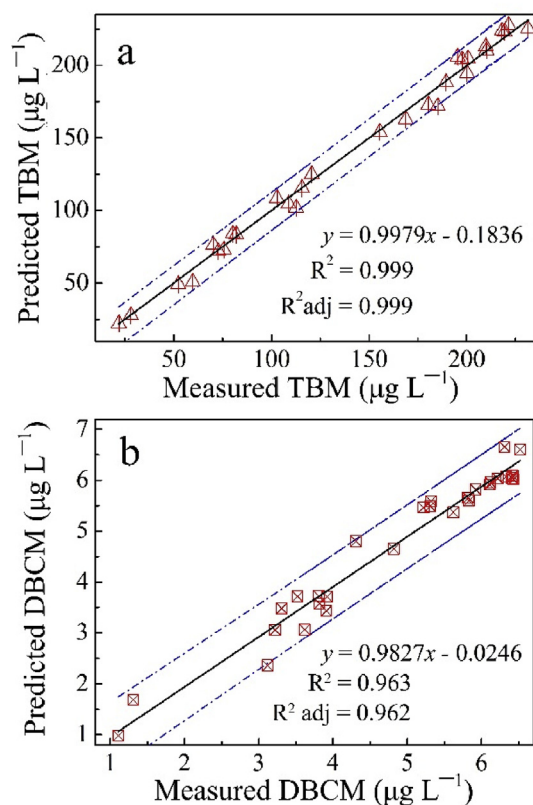 a
Predicted TBM (µg L⁻¹)
200
150
100
50
y = 0.9979x - 0.1836
R² = 0.999
R²adj = 0.999
50 100 150 200
Measured TBM (µg L⁻¹)
b
Predicted DBCM (µg L⁻¹)
7
6
5
4
3
2
1
y = 0.9827x - 0.0246
R² = 0.963
R² adj = 0.962
1 2 3 4 5 6
Measured DBCM (µg L⁻¹)